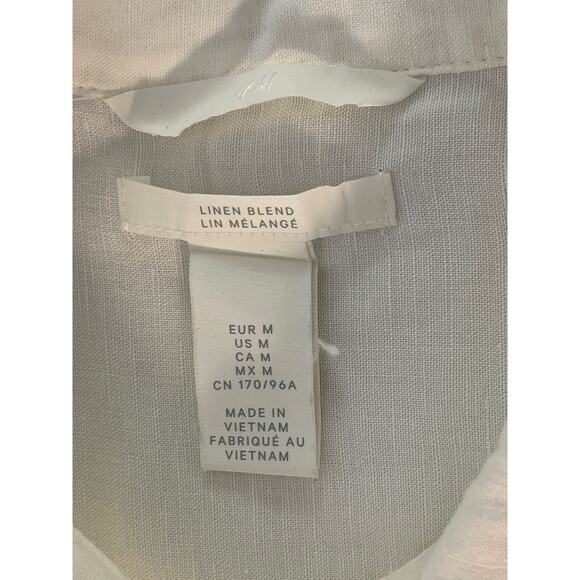 H&M
LINEN BLEND
LIN MÉLANGÉ
EUR M
US M
CA M
MX M
CN 170/96A
MADE IN
VIETNAM
FABRIQUÉ AU
VIETNAM